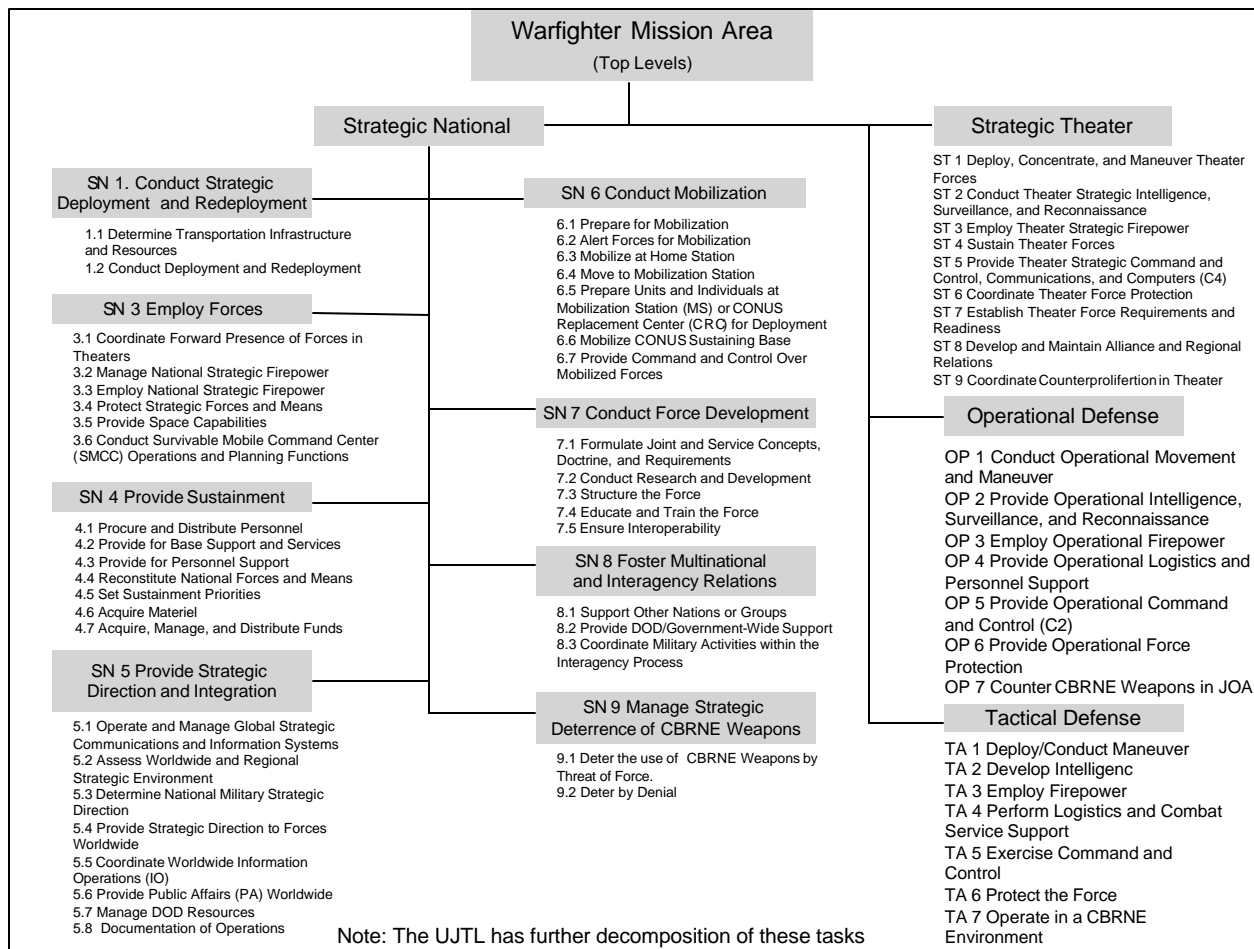 Warfighter Mission Area
(Top Levels)
Strategic National
SN 1. Conduct Strategic
Deployment and Redeployment
1.1 Determine Transportation Infrastructure
and Resources
1.2 Conduct Deployment and Redeployment
SN 3 Employ Forces
3.1 Coordinate Forward Presence of Forces in
Theaters
3.2 Manage National Strategic Firepower
3.3 Employ National Strategic Firepower
3.4 Protect Strategic Forces and Means
3.5 Provide Space Capabilities
3.6 Conduct Survivable Mobile Command Center
(SMCC) Operations and Planning Functions
SN 4 Provide Sustainment
4.1 Procure and Distribute Personnel
4.2 Provide for Base Support and Services
4.3 Provide for Personnel Support
4.4 Reconstitute National Forces and Means
4.5 Set Sustainment Priorities
4.6 Acquire Materiel
4.7 Acquire, Manage, and Distribute Funds
SN 5 Provide Strategic
Direction and Integration
5.1 Operate and Manage Global Strategic
Communications and Information Systems
5.2 Assess Worldwide and Regional
Strategic Environment
5.3 Determine National Military Strategic
Direction
5.4 Provide Strategic Direction to Forces
Worldwide
5.5 Coordinate Worldwide Information
Operations (IO)
5.6 Provide Public Affairs (PA) Worldwide
5.7 Manage DOD Resources
5.8 Documentation of Operations
SN 6 Conduct Mobilization
6.1 Prepare for Mobilization
6.2 Alert Forces for Mobilization
6.3 Mobilize at Home Station
6.4 Move to Mobilization Station
6.5 Prepare Units and Individuals at
Mobilization Station (MS) or CONUS
Replacement Center (CRC) for Deployment
6.6 Mobilize CONUS Sustaining Base
6.7 Provide Command and Control Over
Mobilized Forces
SN 7 Conduct Force Development
7.1 Formulate Joint and Service Concepts,
Doctrine, and Requirements
7.2 Conduct Research and Development
7.3 Structure the Force
7.4 Educate and Train the Force
7.5 Ensure Interoperability
SN 8 Foster Multinational
and Interagency Relations
8.1 Support Other Nations or Groups
8.2 Provide DOD/Government-Wide Support
8.3 Coordinate Military Activities within the
Interagency Process
SN 9 Manage Strategic
Deterrence of CBRNE Weapons
9.1 Deter the use of CBRNE Weapons by
Threat of Force.
9.2 Deter by Denial
Strategic Theater
ST 1 Deploy, Concentrate, and Maneuver Theater
Forces
ST 2 Conduct Theater Strategic Intelligence,
Surveillance, and Reconnaissance
ST 3 Employ Theater Strategic Firepower
ST 4 Sustain Theater Forces
ST 5 Provide Theater Strategic Command and
Control, Communications, and Computers (C4)
ST 6 Coordinate Theater Force Protection
ST 7 Establish Theater Force Requirements and
Readiness
ST 8 Develop and Maintain Alliance and Regional
Relations
ST 9 Coordinate Counterprolifertion in Theater
Operational Defense
OP 1 Conduct Operational Movement
and Maneuver
OP 2 Provide Operational Intelligence,
Surveillance, and Reconnaissance
OP 3 Employ Operational Firepower
OP 4 Provide Operational Logistics and
Personnel Support
OP 5 Provide Operational Command
and Control (C2)
OP 6 Provide Operational Force
Protection
OP 7 Counter CBRNE Weapons in JOA
Tactical Defense
TA 1 Deploy/Conduct Maneuver
TA 2 Develop Intelligenc
TA 3 Employ Firepower
TA 4 Perform Logistics and Combat
Service Support
TA 5 Exercise Command and
Control
TA 6 Protect the Force
TA 7 Operate in a CBRNE
Environment
Note: The UJTL has further decomposition of these tasks